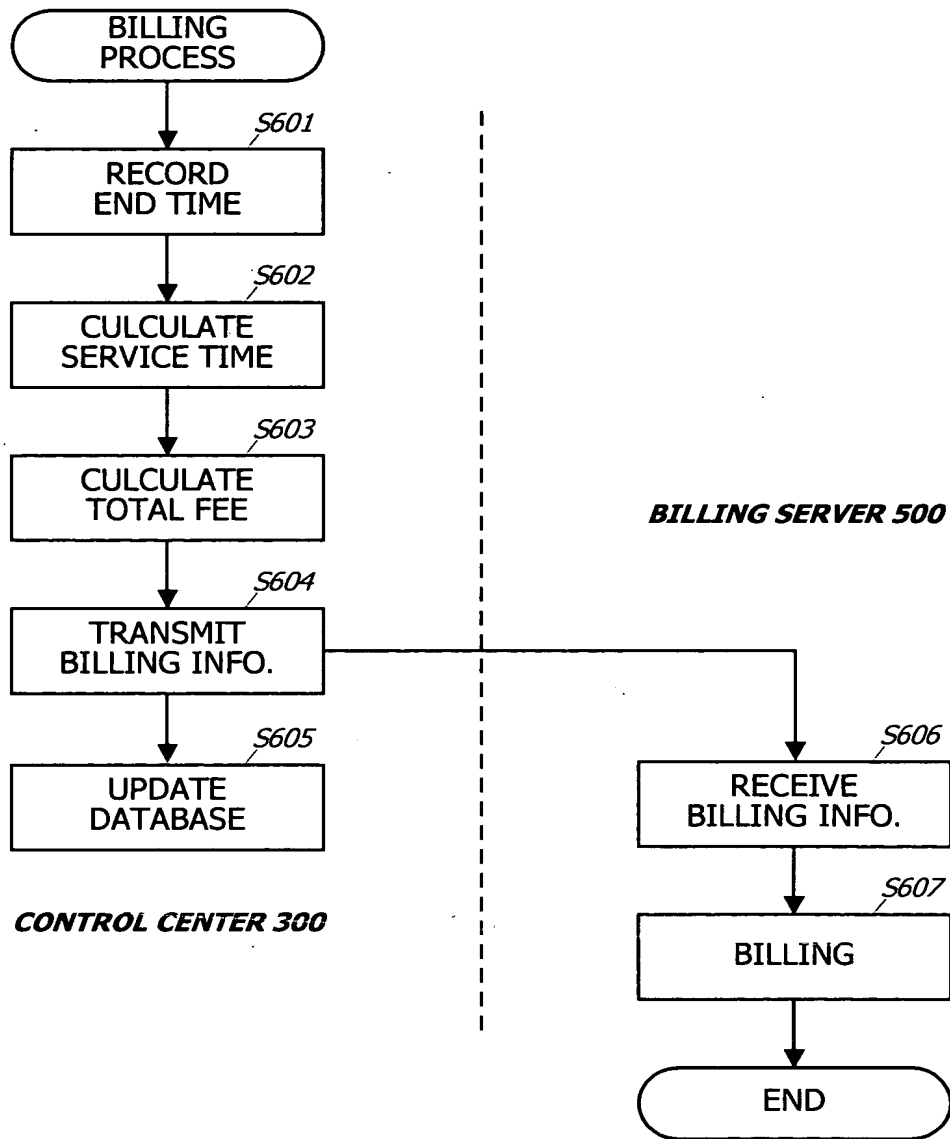 BILLING
PROCESS
S601
RECORD
END TIME
S602
CULCULATE
SERVICE TIME
S603
CULCULATE
TOTAL FEE
BILLING SERVER 500
S604
TRANSMIT
BILLING INFO.
S605
UPDATE
DATABASE
CONTROL CENTER 300
S606
RECEIVE
BILLING INFO.
S607
BILLING
END